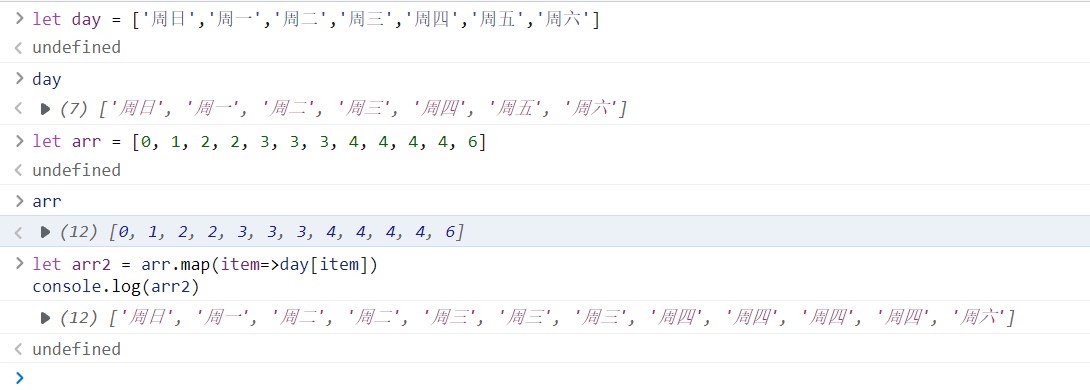 let day = ['周日','周一','周二','周三','周四','周五','周六']
undefined
day
(7) ['周日', '周一', '周二', '周三', '周四', '周五', '周六']
let arr = [0, 1, 2, 2, 3, 3, 3, 4, 4, 4, 4, 6]
undefined
arr
(12) [0, 1, 2, 2, 3, 3, 3, 4, 4, 4, 4, 6]
let arr2 = arr.map(item=>day[item])
console.log(arr2)
(12) ['周日', '周一', '周二', '周二', '周三', '周三', '周三', '周四', '周四', '周四', '周四', '周六']
undefined